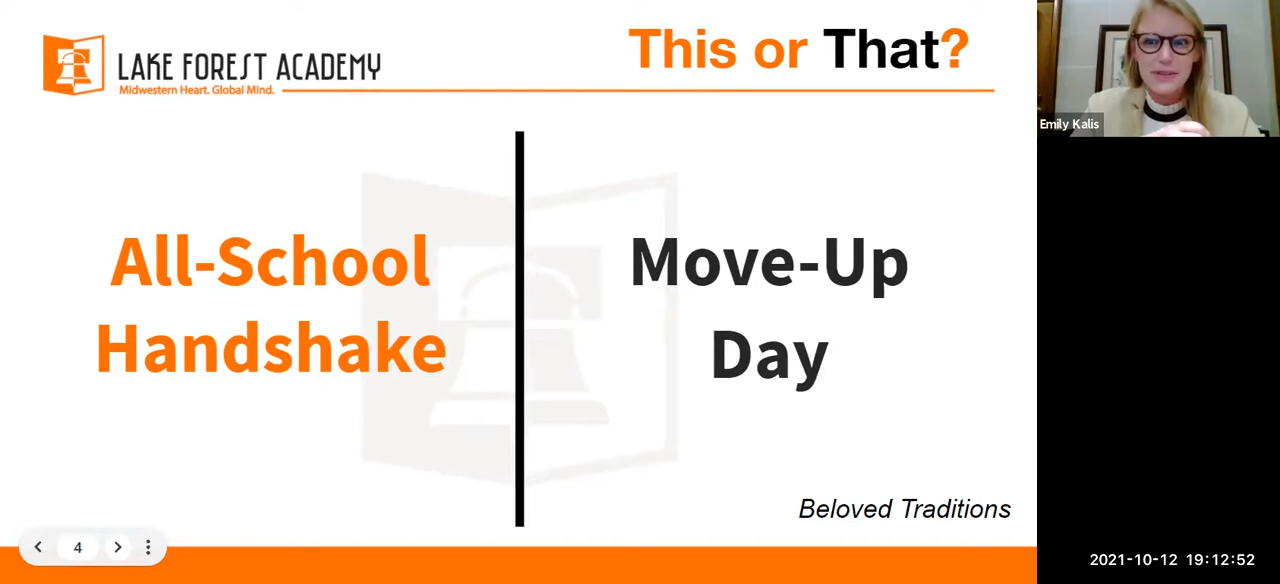 LAKE FOREST ACADEMY
Midwestern Heart. Global Mind.
This or That?
Emily Kalis
All-School
Handshake
Move-Up
Day
Beloved Traditions
4
2021-10-12 19:12:52